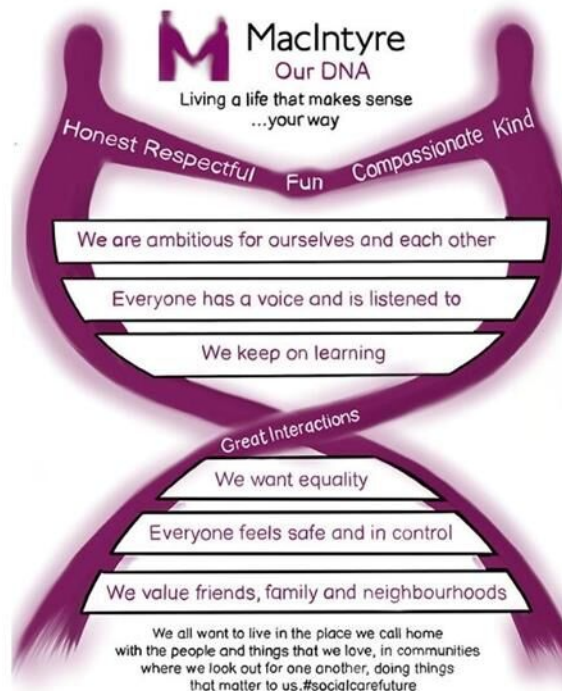 MacIntyre
Our DNA
Living a life that makes sense
...your way
Honest Respectful Fun Compassionate Kind
We are ambitious for ourselves and each other
Everyone has a voice and is listened to
We keep on learning
Great Interactions
We want equality
Everyone feels safe and in control
We value friends, family and neighbourhoods
We all want to live in the place we call home
with the people and things that we love, in communities
where we look out for one another, doing things
that matter to us.#socialcarefuture